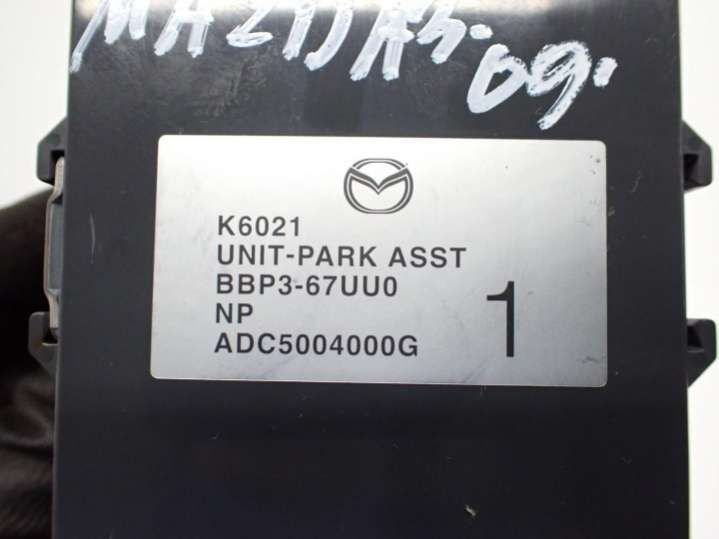 MAZDA3.09.
K6021
UNIT-PARK ASST
BBP3-67UU0
NP
ADC5004000G
1